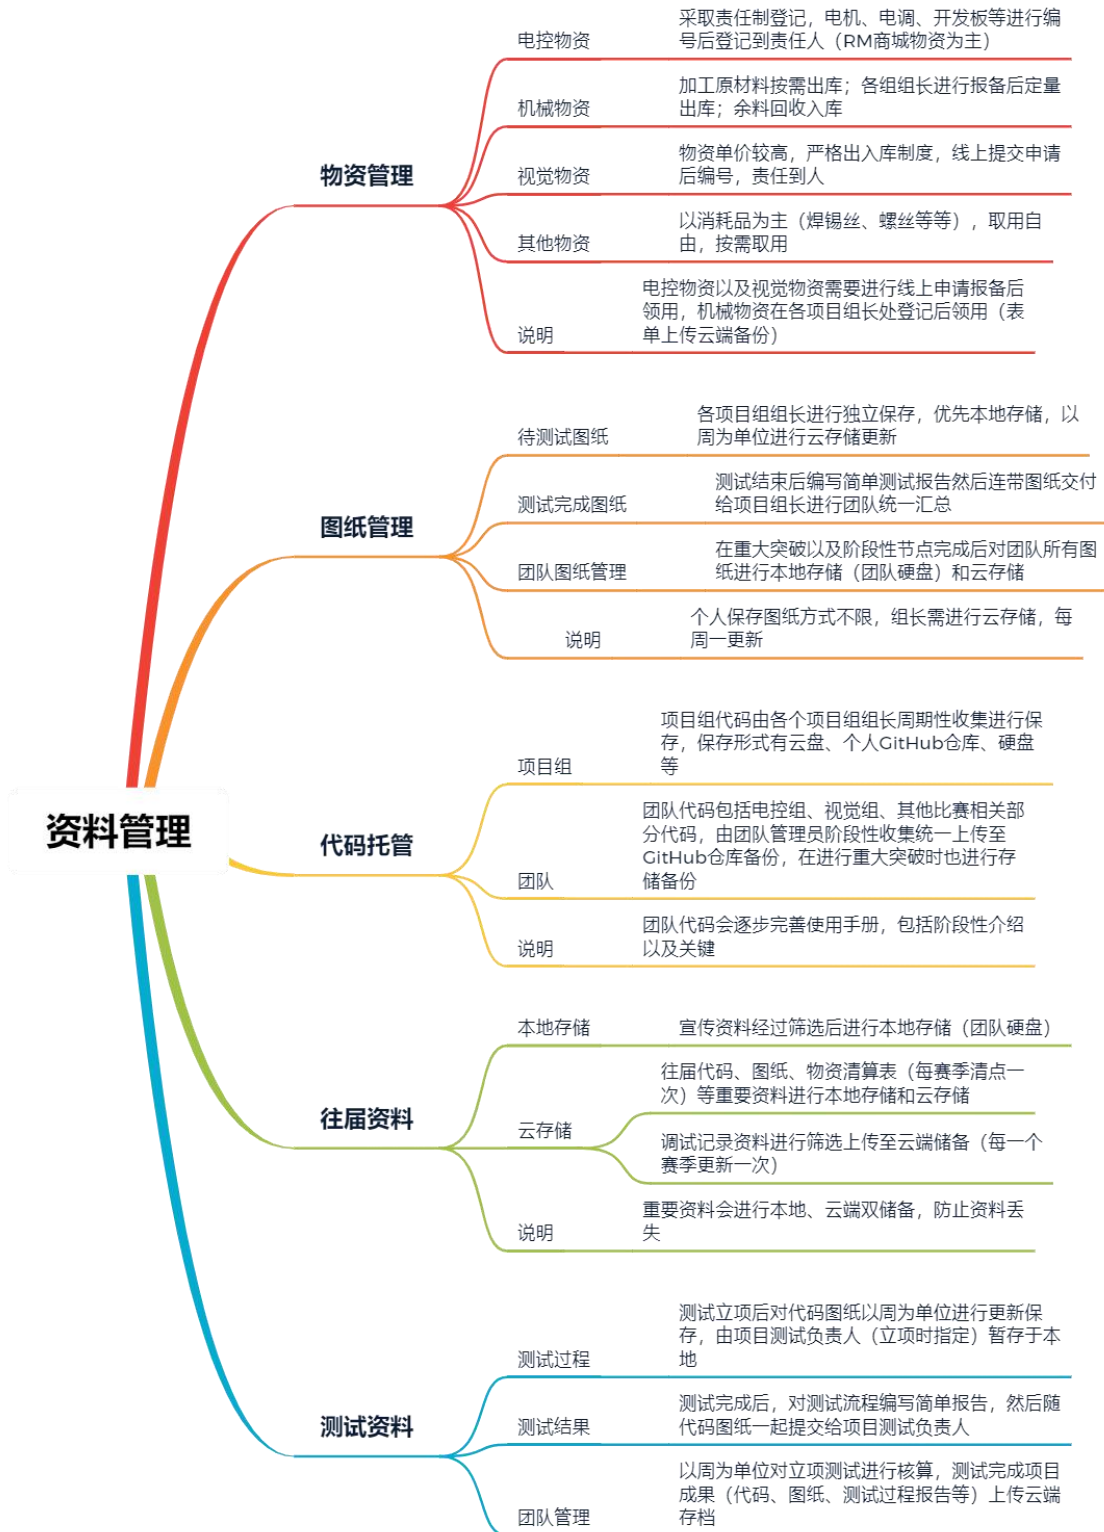 资料管理
物资管理
电控物资
采取责任制登记，电机、电调、开发板等进行编
号后登记到责任人（RM商城物资为主）
机械物资
加工原材料按需出库；各组组长进行报备后定量
出库；余料回收入库
视觉物资
物资单价较高，严格出入库制度，线上提交申请
后编号，责任到人
其他物资
以消耗品为主（焊锡丝、螺丝等等），取用自
由，按需取用
说明
电控物资以及视觉物资需要进行线上申请报备后
领用，机械物资在各项目组长处登记后领用（表
单上传云端备份）
图纸管理
待测试图纸
各项目组组长进行独立保存，优先本地存储，以
周为单位进行云存储更新
测试完成图纸
测试结束后编写简单测试报告然后连带图纸交付
给项目组长进行团队统一汇总
团队图纸管理
在重大突破以及阶段性节点完成后对团队所有图
纸进行本地存储（团队硬盘）和云存储
说明
个人保存图纸方式不限，组长需进行云存储，每
周一更新
代码托管
项目组
项目组代码由各个项目组组长周期性收集进行保
存，保存形式有云盘、个人GitHub仓库、硬盘
等
团队
团队代码包括电控组、视觉组、其他比赛相关部
分代码，由团队管理员阶段性收集统一上传至
GitHub仓库备份，在进行重大突破时也进行存
储备份
说明
团队代码会逐步完善使用手册，包括阶段性介绍
以及关键
往届资料
本地存储
宣传资料经过筛选后进行本地存储（团队硬盘）
云存储
往届代码、图纸、物资清算表（每赛季清点一
次）等重要资料进行本地存储和云存储
调试记录资料进行筛选上传至云端储备（每一个
赛季更新一次）
说明
重要资料会进行本地、云端双储备，防止资料丢
失
测试资料
测试过程
测试立项后对代码图纸以周为单位进行更新保
存，由项目测试负责人（立项时指定）暂存于本
地
测试结果
测试完成后，对测试流程编写简单报告，然后随
代码图纸一起提交给项目测试负责人
团队管理
以周为单位对立项测试进行核算，测试完成项目
成果（代码、图纸、测试过程报告等）上传云端
存档